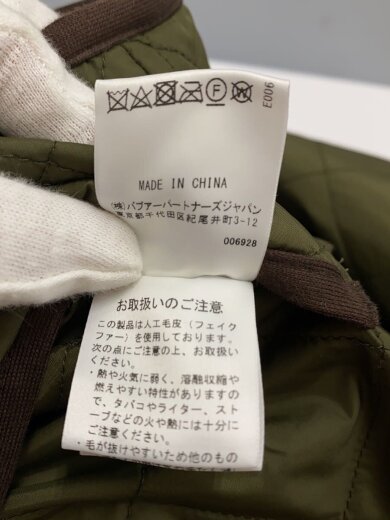 E006
F W
MADE IN CHINA
(株)バブアーパートナーズジャパン
東京都千代田区紀尾井町3-12
006928
お取扱いのご注意
この製品は人工毛皮(フェイク
ファー)を使用しております。
次の点にご注意の上、お取扱い
ください。
・熱や火気に弱く、溶融収縮や
燃えやすい特性があります
ので、タバコやライター、スト
ーブなどの火や熱には十分に
ご注意ください。
・毛が抜けやすいため他のもの